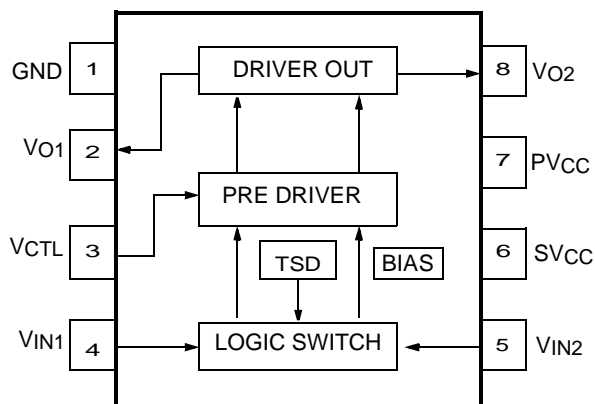 GND 1 DRIVER OUT 8 VO2
VO1 2 7 PVCC
PRE DRIVER
VCTL 3 6 SVCC
TSD BIAS
VIN1 4 LOGIC SWITCH 5 VIN2